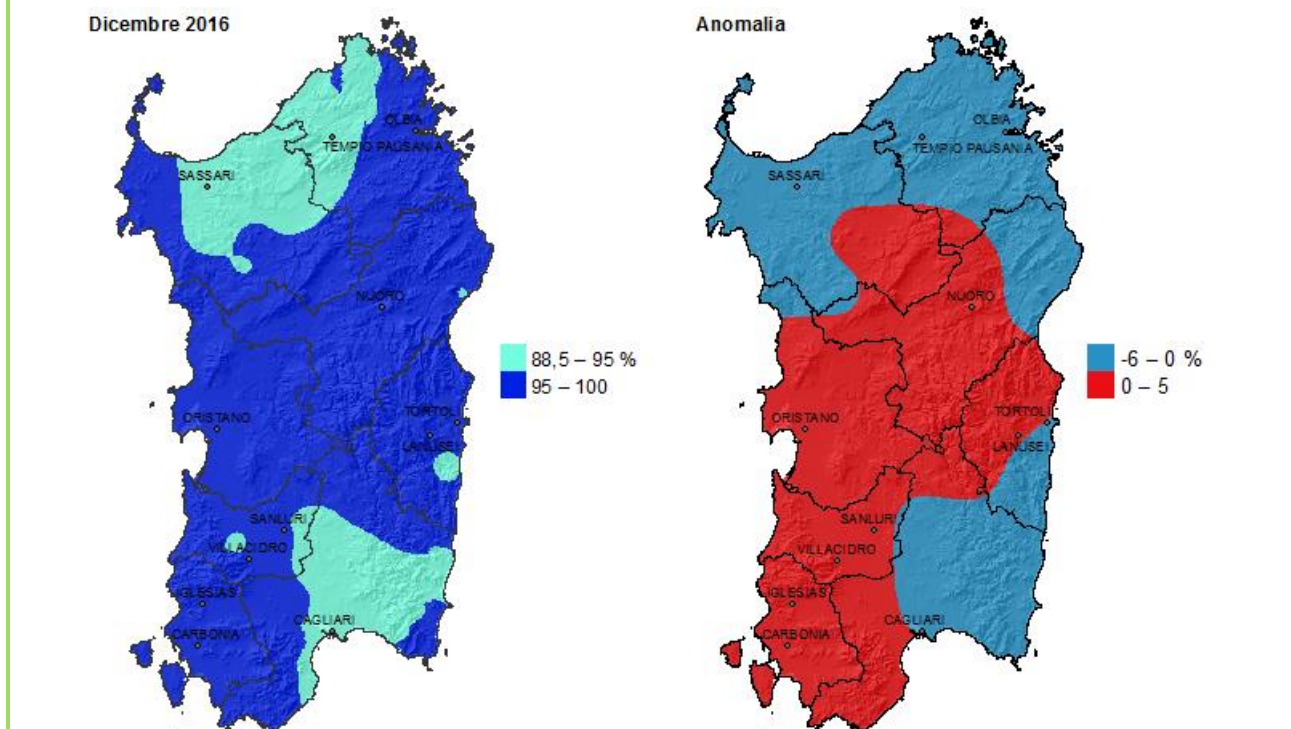 Dicembre 2016
OLBIA
TEMPIO PAUSANIA
SASSARI
NUORO
ORISTANO
TORTOLI
LANUSEI
SANLURI
VILLACIDRO
IGLESIAS
CARBONIA
CAGLIARI
88,5 – 95 %
95 – 100
Anomalia
OLBIA
TEMPIO PAUSANIA
SASSARI
NUORO
ORISTANO
TORTOLI
LANUSEI
SANLURI
VILLACIDRO
IGLESIAS
CARBONIA
CAGLIARI
-6 – 0 %
0 – 5